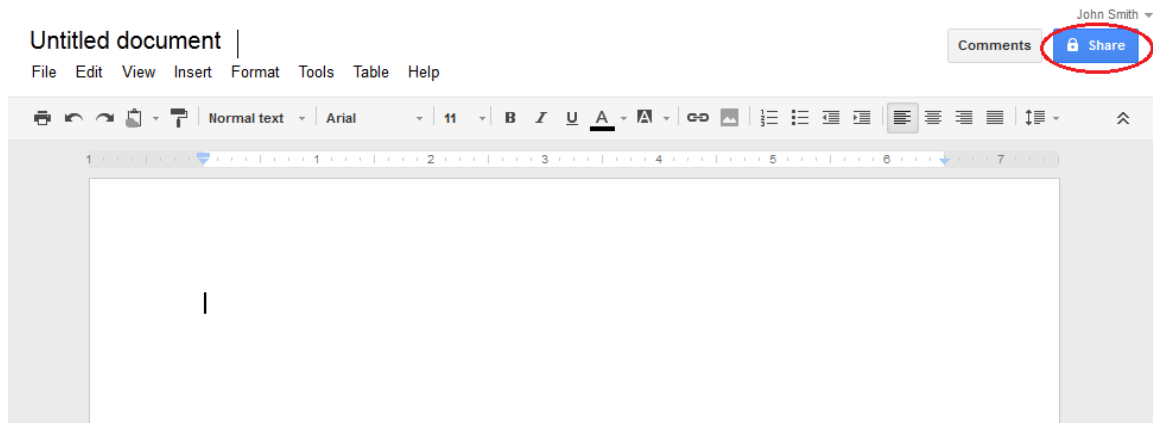 John Smith
Untitled document
Comments
Share
File Edit View Insert Format Tools Table Help
Normal text Arial 11 B I U A A
1 1 2 3 4 5 6 7